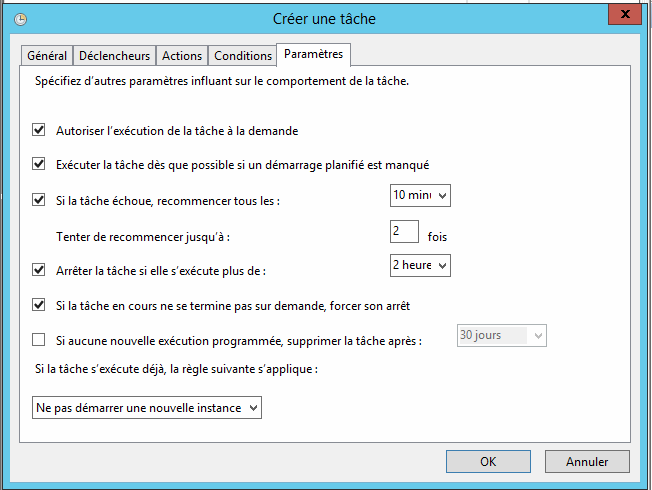 Créer une tâche
x
Général Déclencheurs Actions Conditions Paramètres
Spécifiez d'autres paramètres influant sur le comportement de la tâche.
Autoriser l'exécution de la tâche à la demande
Exécuter la tâche dès que possible si un démarrage planifié est manqué
Si la tâche échoue, recommencer tous les : 10 minu
Tenter de recommencer jusqu'à : 2 fois
Arrêter la tâche si elle s'exécute plus de : 2 heure
Si la tâche en cours ne se termine pas sur demande, forcer son arrêt
Si aucune nouvelle exécution programmée, supprimer la tâche après : 30 jours
Si la tâche s'exécute déjà, la règle suivante s'applique :
Ne pas démarrer une nouvelle instance
OK Annuler